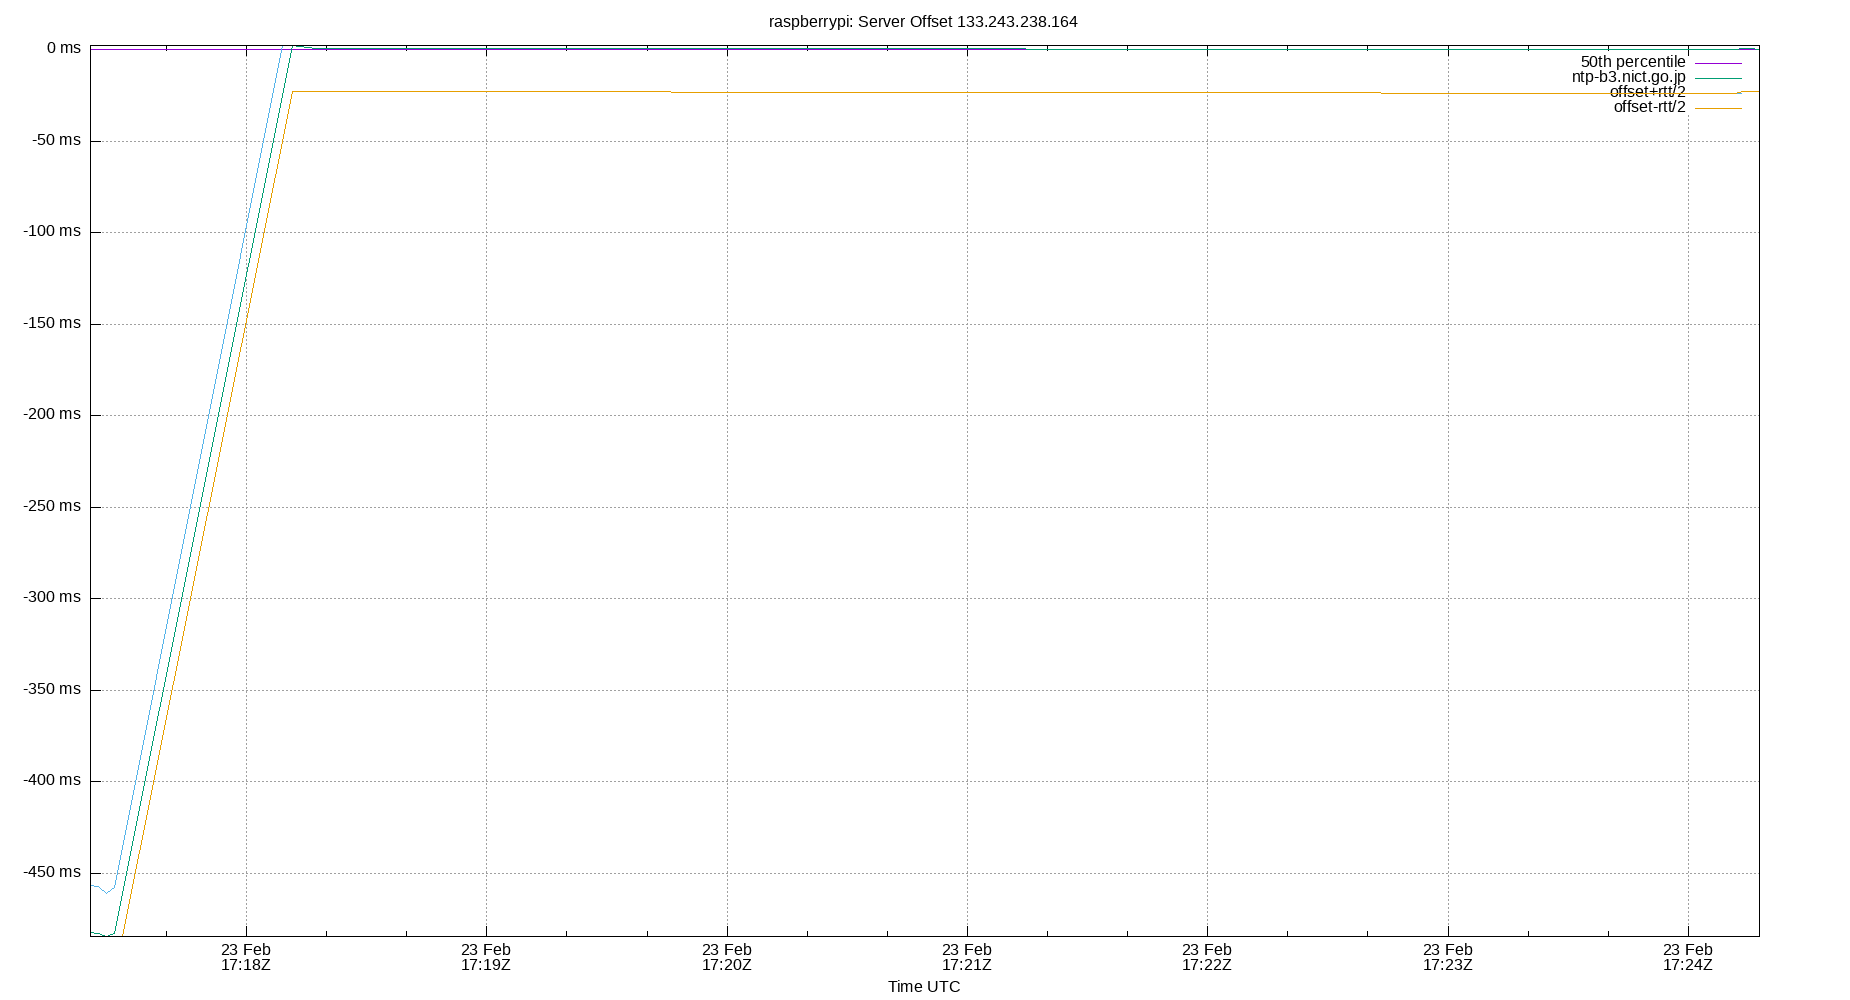 raspberrypi: Server Offset 133.243.238.164
0 ms
-50 ms
-100 ms
-150 ms
-200 ms
-250 ms
-300 ms
-350 ms
-400 ms
-450 ms
50th percentile
ntp-b3.nict.go.jp
offset+rtt/2
offset-rtt/2
23 Feb 23 Feb 23 Feb 23 Feb 23 Feb 23 Feb 23 Feb
17:18Z 17:19Z 17:20Z 17:21Z 17:22Z 17:23Z 17:24Z
Time UTC